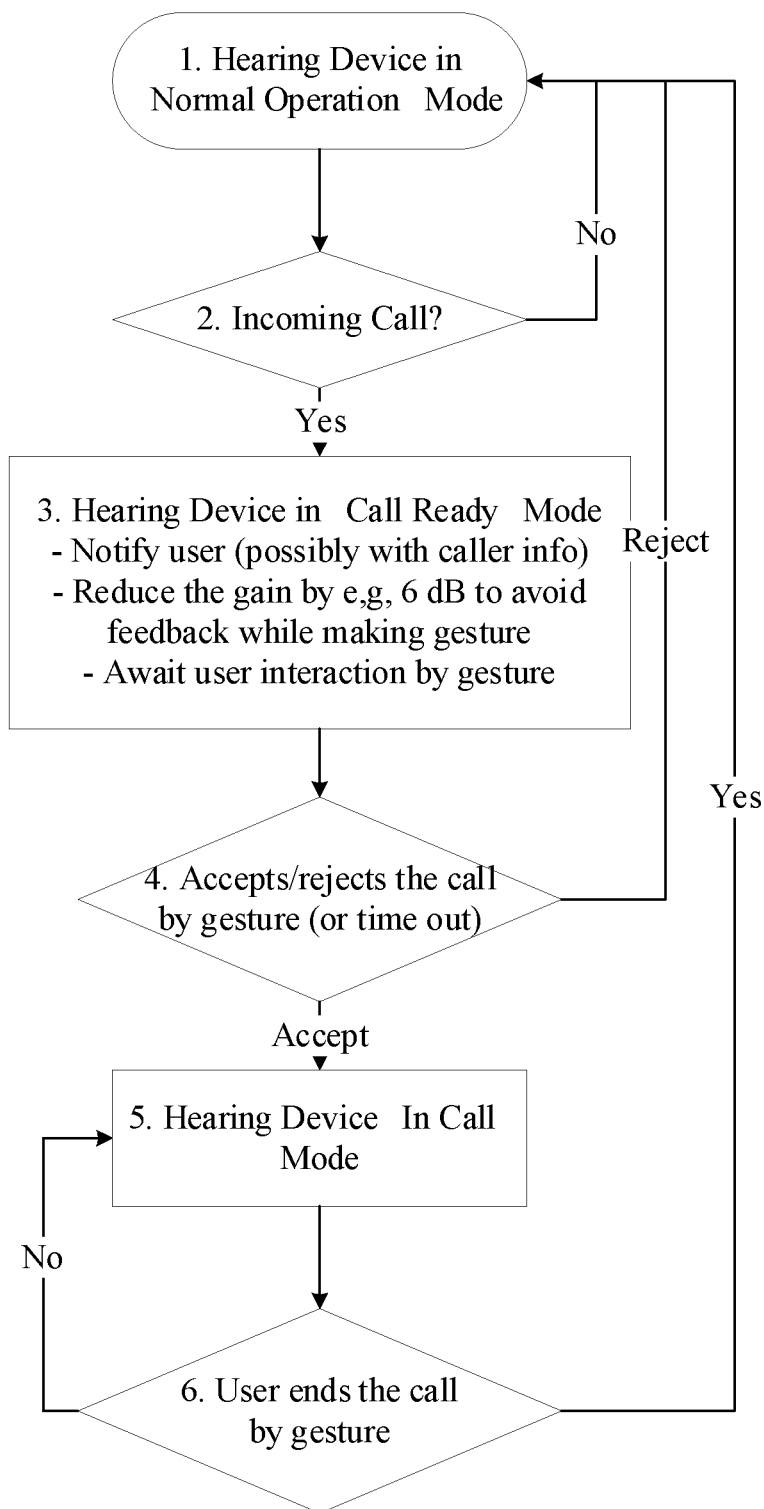 1. Hearing Device in
Normal Operation Mode
No
2. Incoming Call?
Yes
3. Hearing Device in Call Ready Mode
- Notify user (possibly with caller info)
- Reduce the gain by e,g, 6 dB to avoid
feedback while making gesture
- Await user interaction by gesture
Reject
Yes
4. Accepts/rejects the call
by gesture (or time out)
Accept
5. Hearing Device In Call
Mode
No
6. User ends the call
by gesture